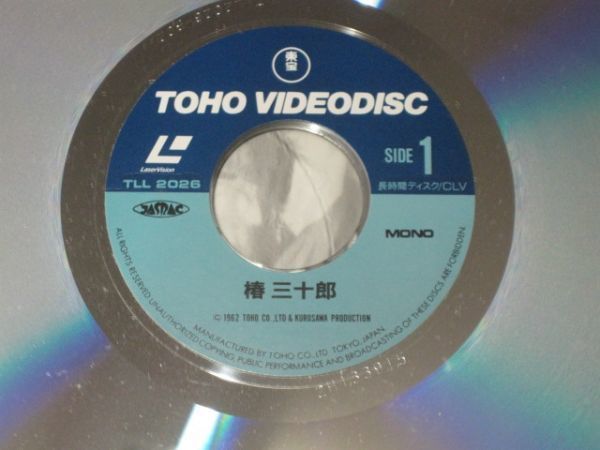 東宝
TOHO VIDEODISC
LaserVision
SIDE 1
TLL 2026
長時間ディスク/CLV
JASRAC
MONO
椿 三十郎
© 1962 TOHO CO.,LTD & KUROSAWA PRODUCTION
MANUFACTURED BY TOHO CO., LTD. TOKYO, JAPAN.
ALL RIGHTS RESERVED. UNAUTHORIZED COPYING, PUBLIC PERFORMANCE AND BROADCASTING OF THESE DISCS ARE FORBIDDEN.